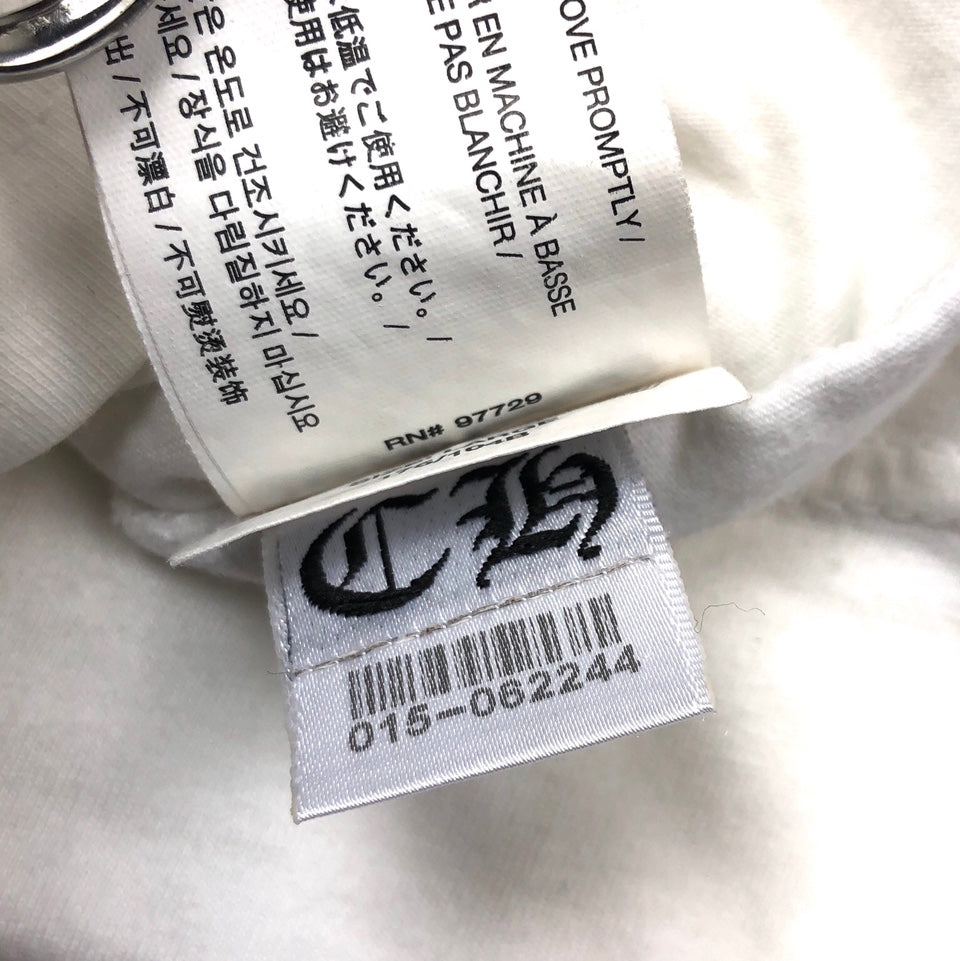 OVE PROMPTLY /
EN MACHINE À BASSE
E PAS BLANCHIR /
低温でご使用ください。 /
使用はお避けください。 /
은 온도로 건조시키세요 /
세요 / 장식을 다림질하지 마십시오
出 / 不可漂白 / 不可熨烫装饰
RN# 97729
CH
015-062244